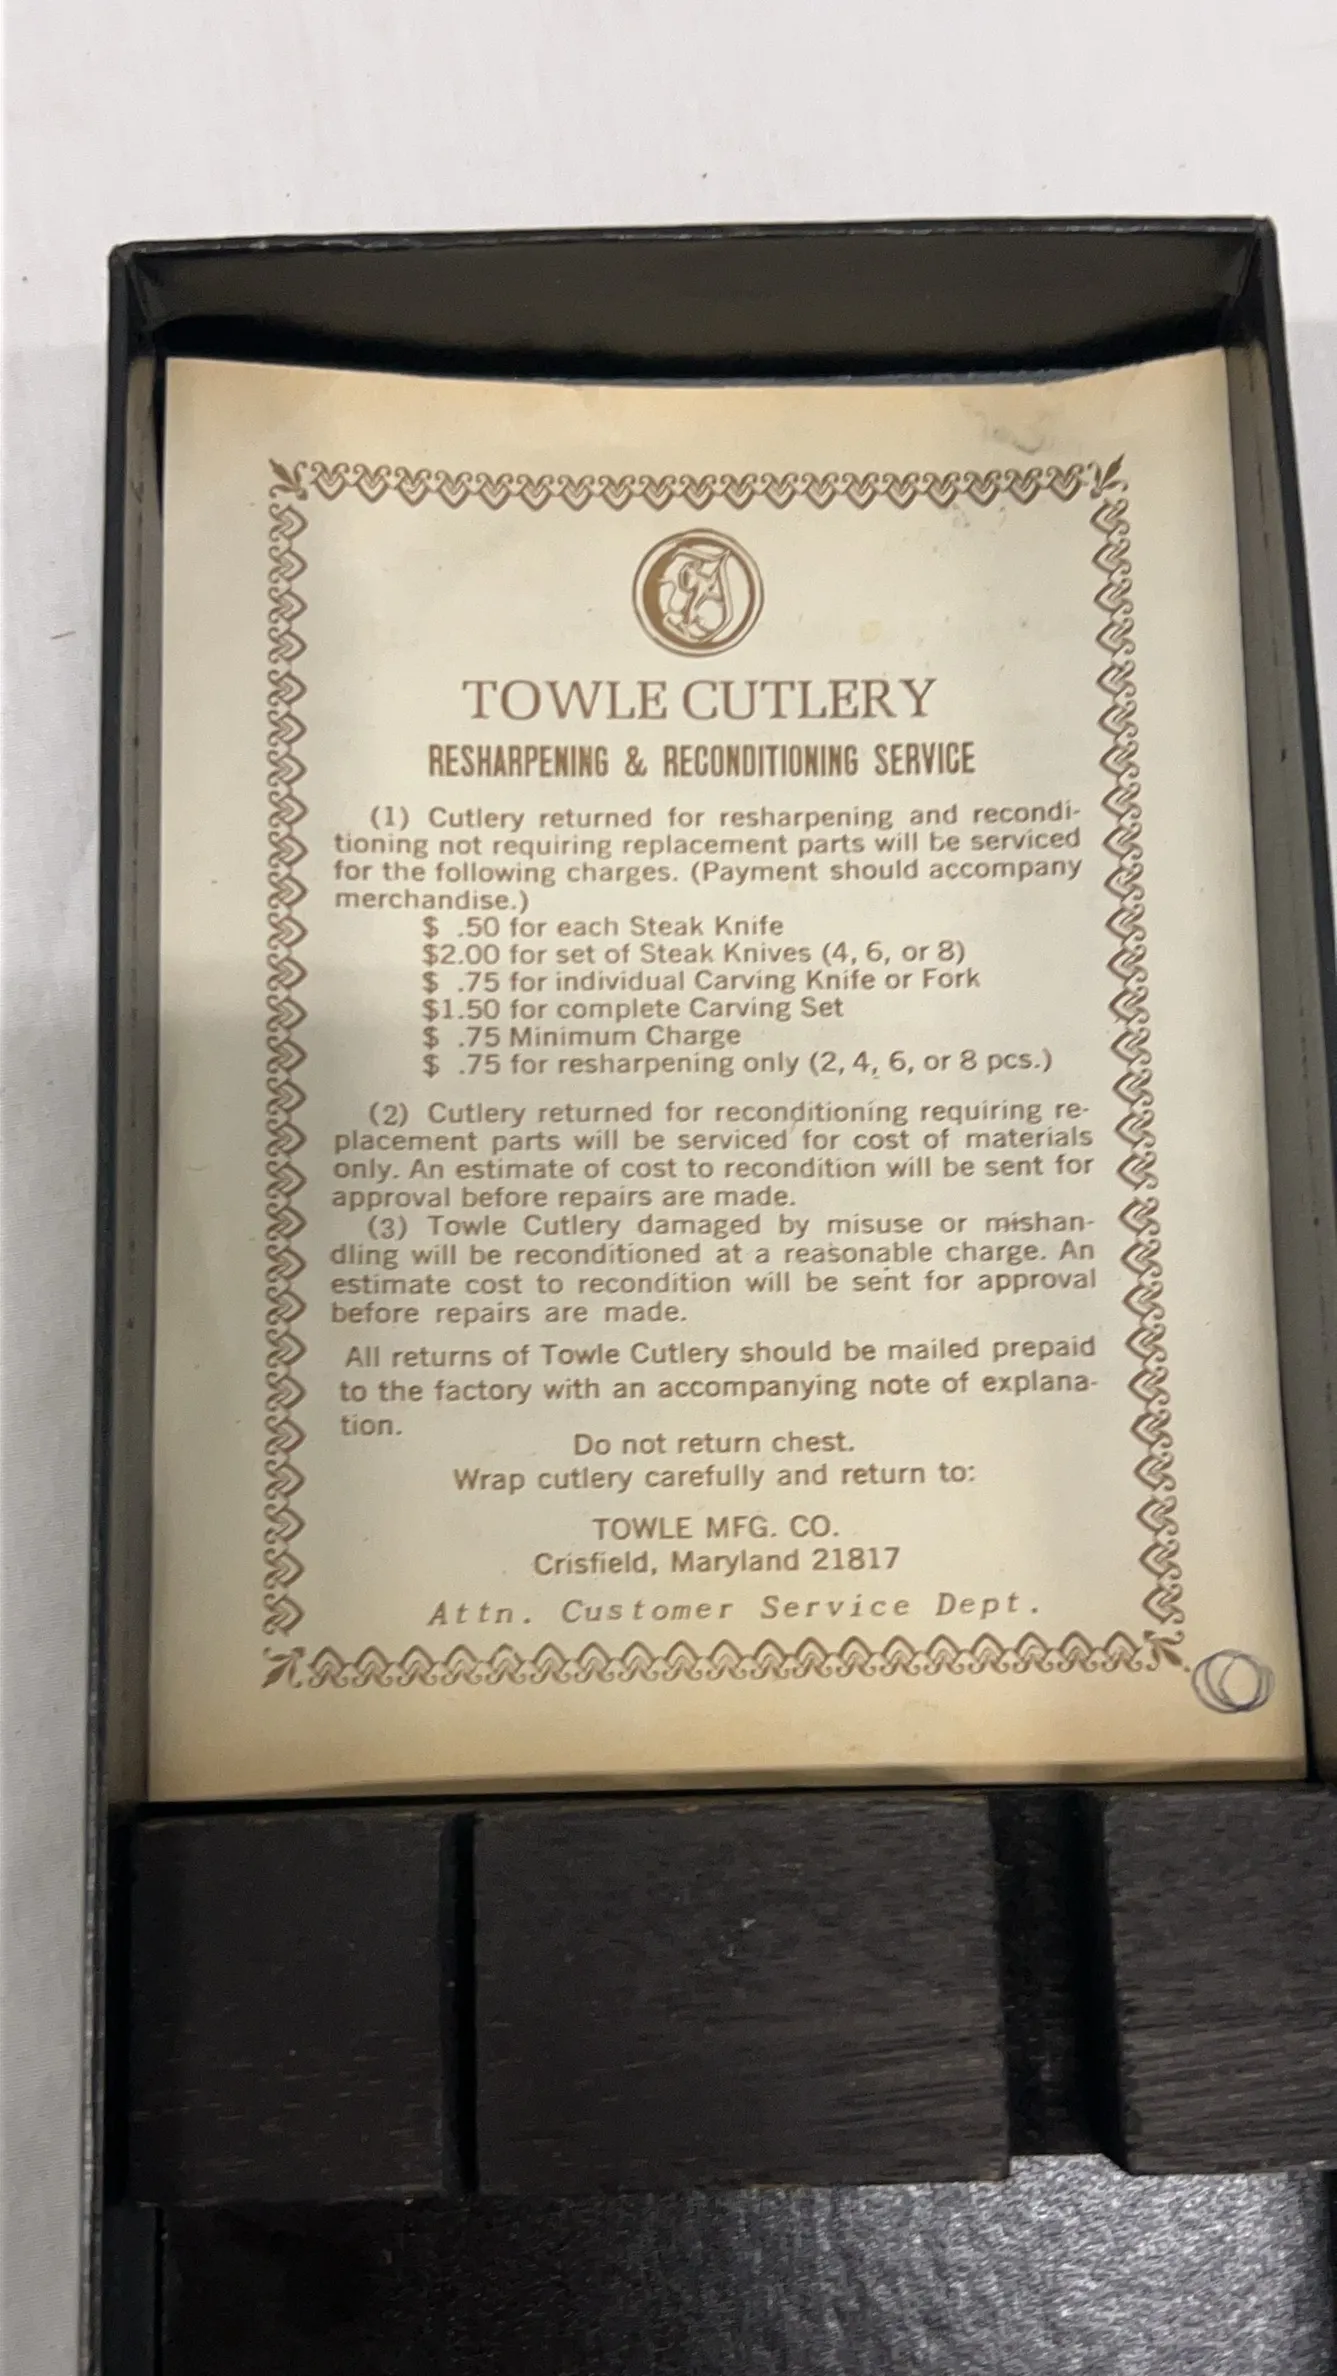 TOWLE CUTLERY
RESHARPENING & RECONDITIONING SERVICE
(1) Cutlery returned for resharpening and recondi-
tioning not requiring replacement parts will be serviced
for the following charges. (Payment should accompany
merchandise.)
$ .50 for each Steak Knife
$2.00 for set of Steak Knives (4, 6, or 8)
$ .75 for individual Carving Knife or Fork
$1.50 for complete Carving Set
$ .75 Minimum Charge
$ .75 for resharpening only (2, 4, 6, or 8 pcs.)
(2) Cutlery returned for reconditioning requiring re-
placement parts will be serviced for cost of materials
only. An estimate of cost to recondition will be sent for
approval before repairs are made.
(3) Towle Cutlery damaged by misuse or mishan-
dling will be reconditioned at a reasonable charge. An
estimate cost to recondition will be sent for approval
before repairs are made.
All returns of Towle Cutlery should be mailed prepaid
to the factory with an accompanying note of explana-
tion.
Do not return chest.
Wrap cutlery carefully and return to:
TOWLE MFG. CO.
Crisfield, Maryland 21817
Attn. Customer Service Dept.